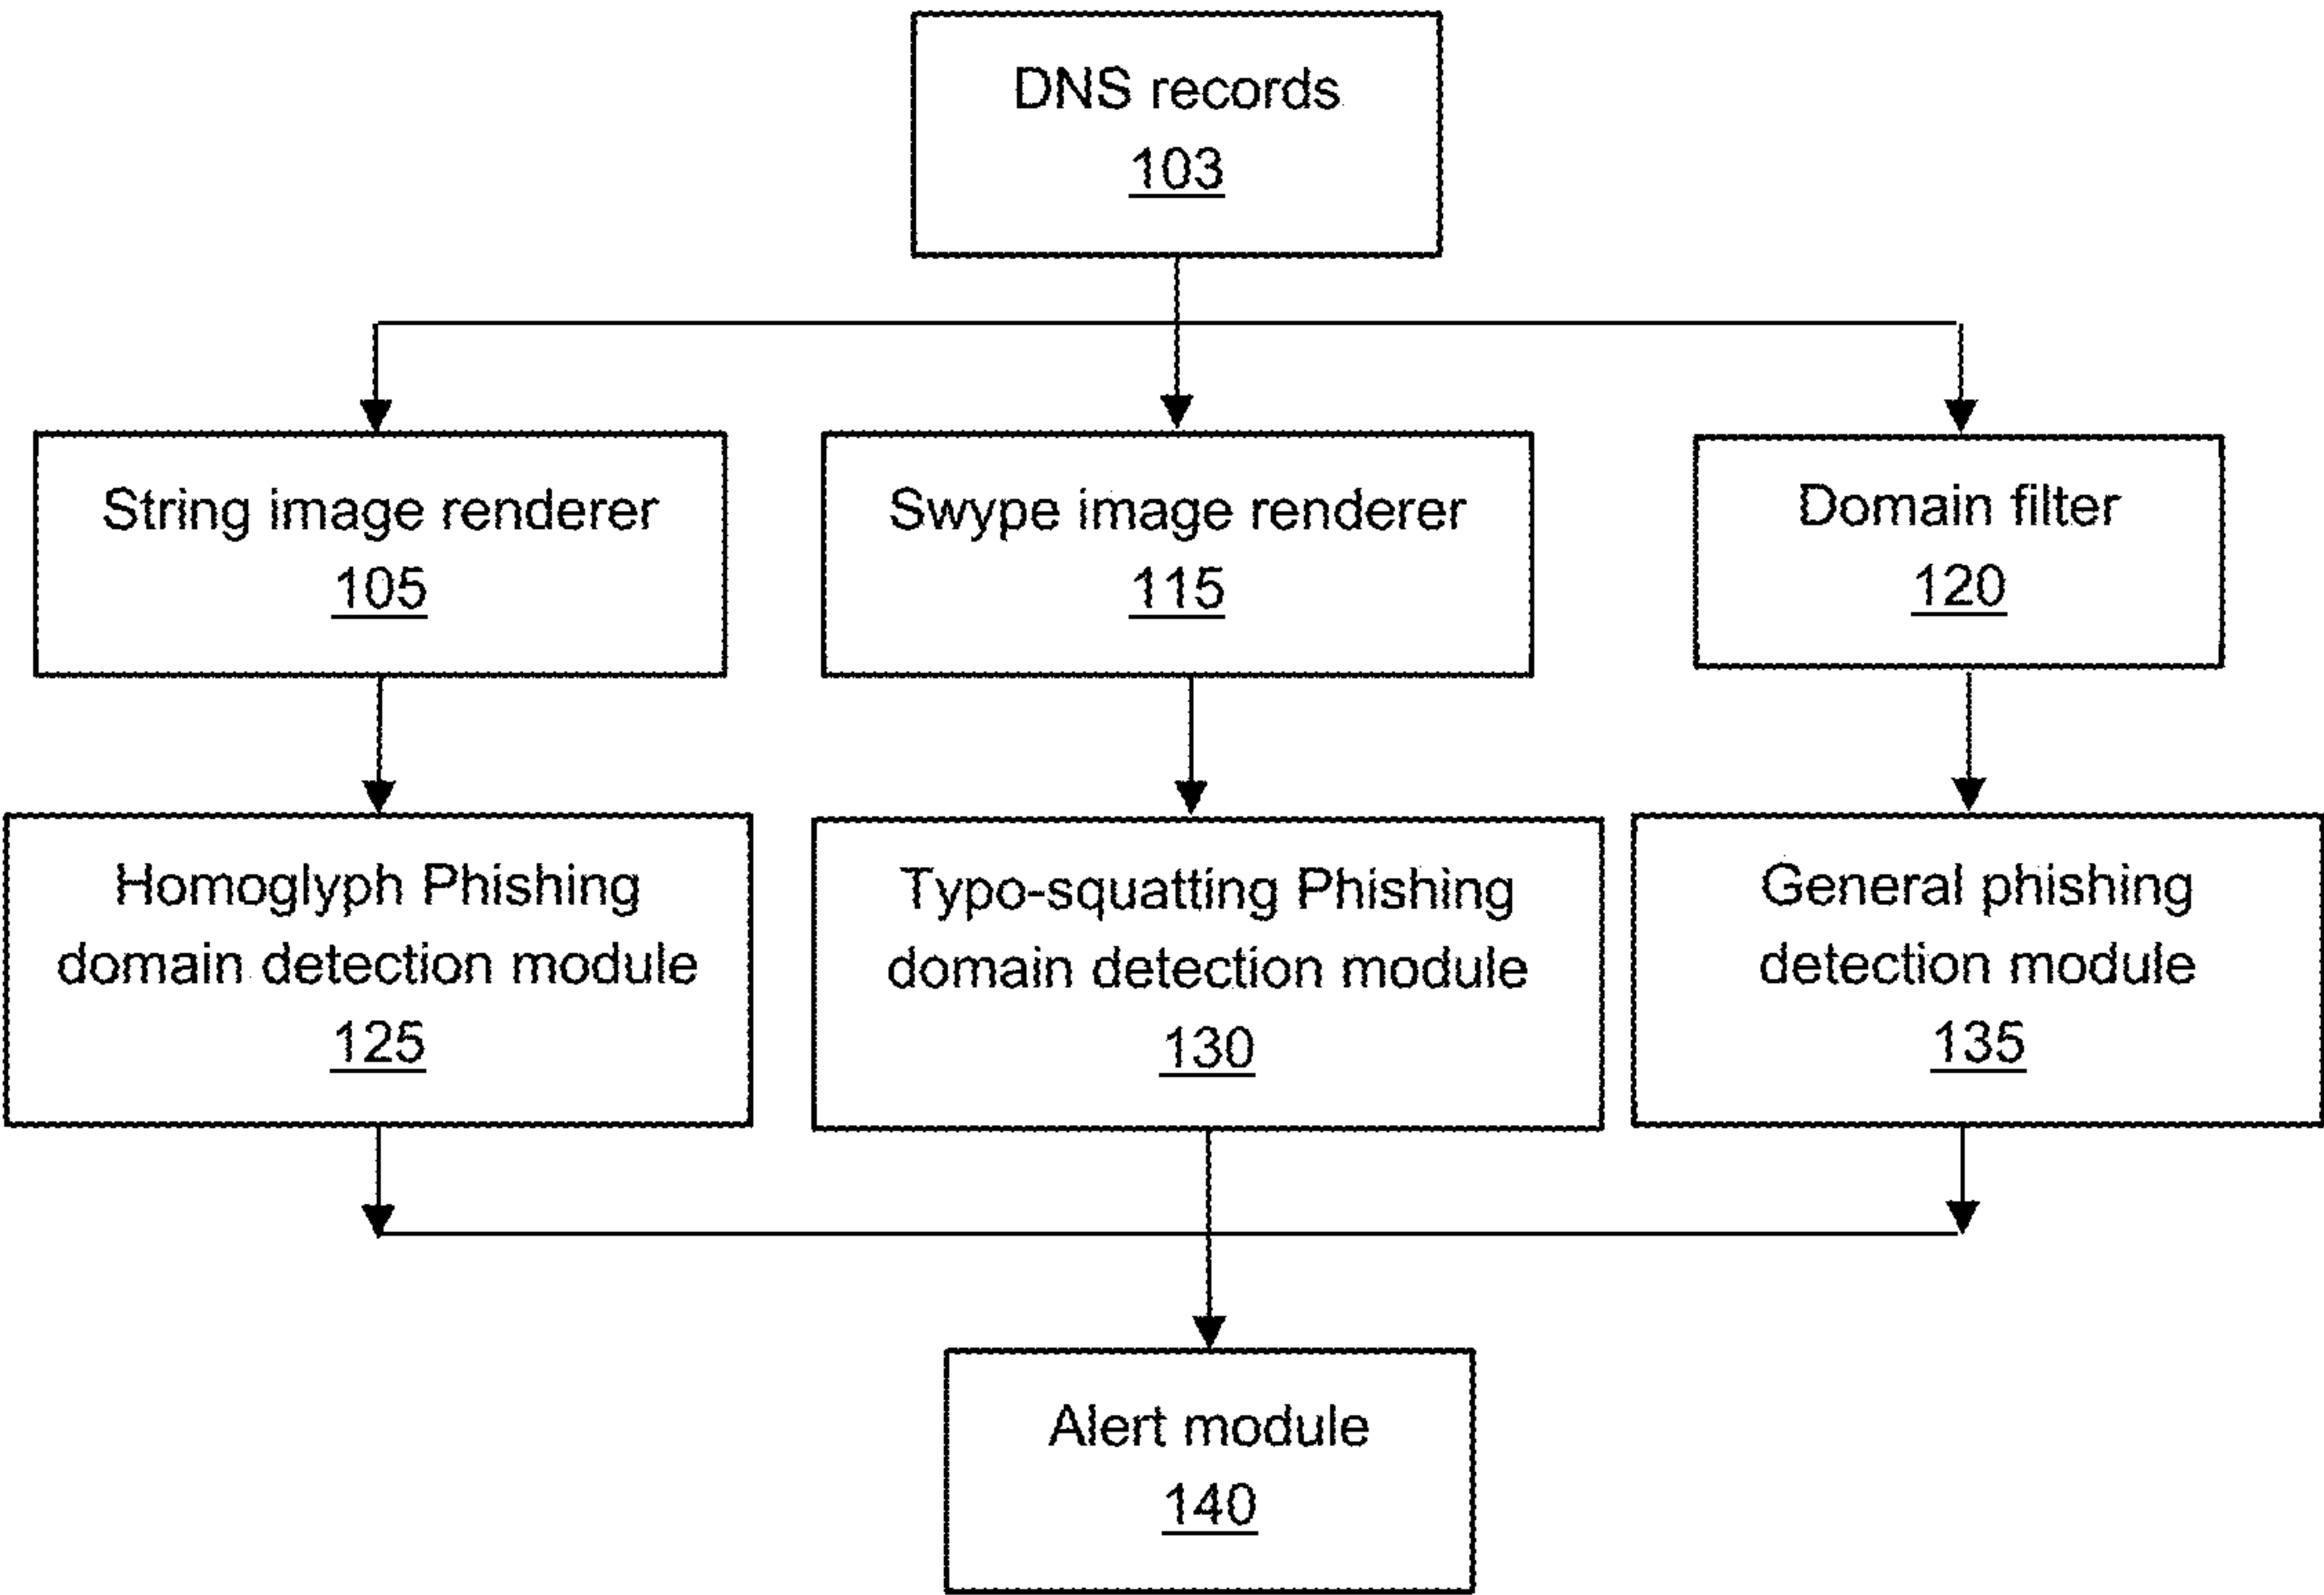 DNS records
103
String image renderer
105
Swype image renderer
115
Domain filter
120
Homoglyph Phishing
domain detection module
125
Typo-squatting Phishing
domain detection module
130
General phishing
detection module
135
Alert module
140